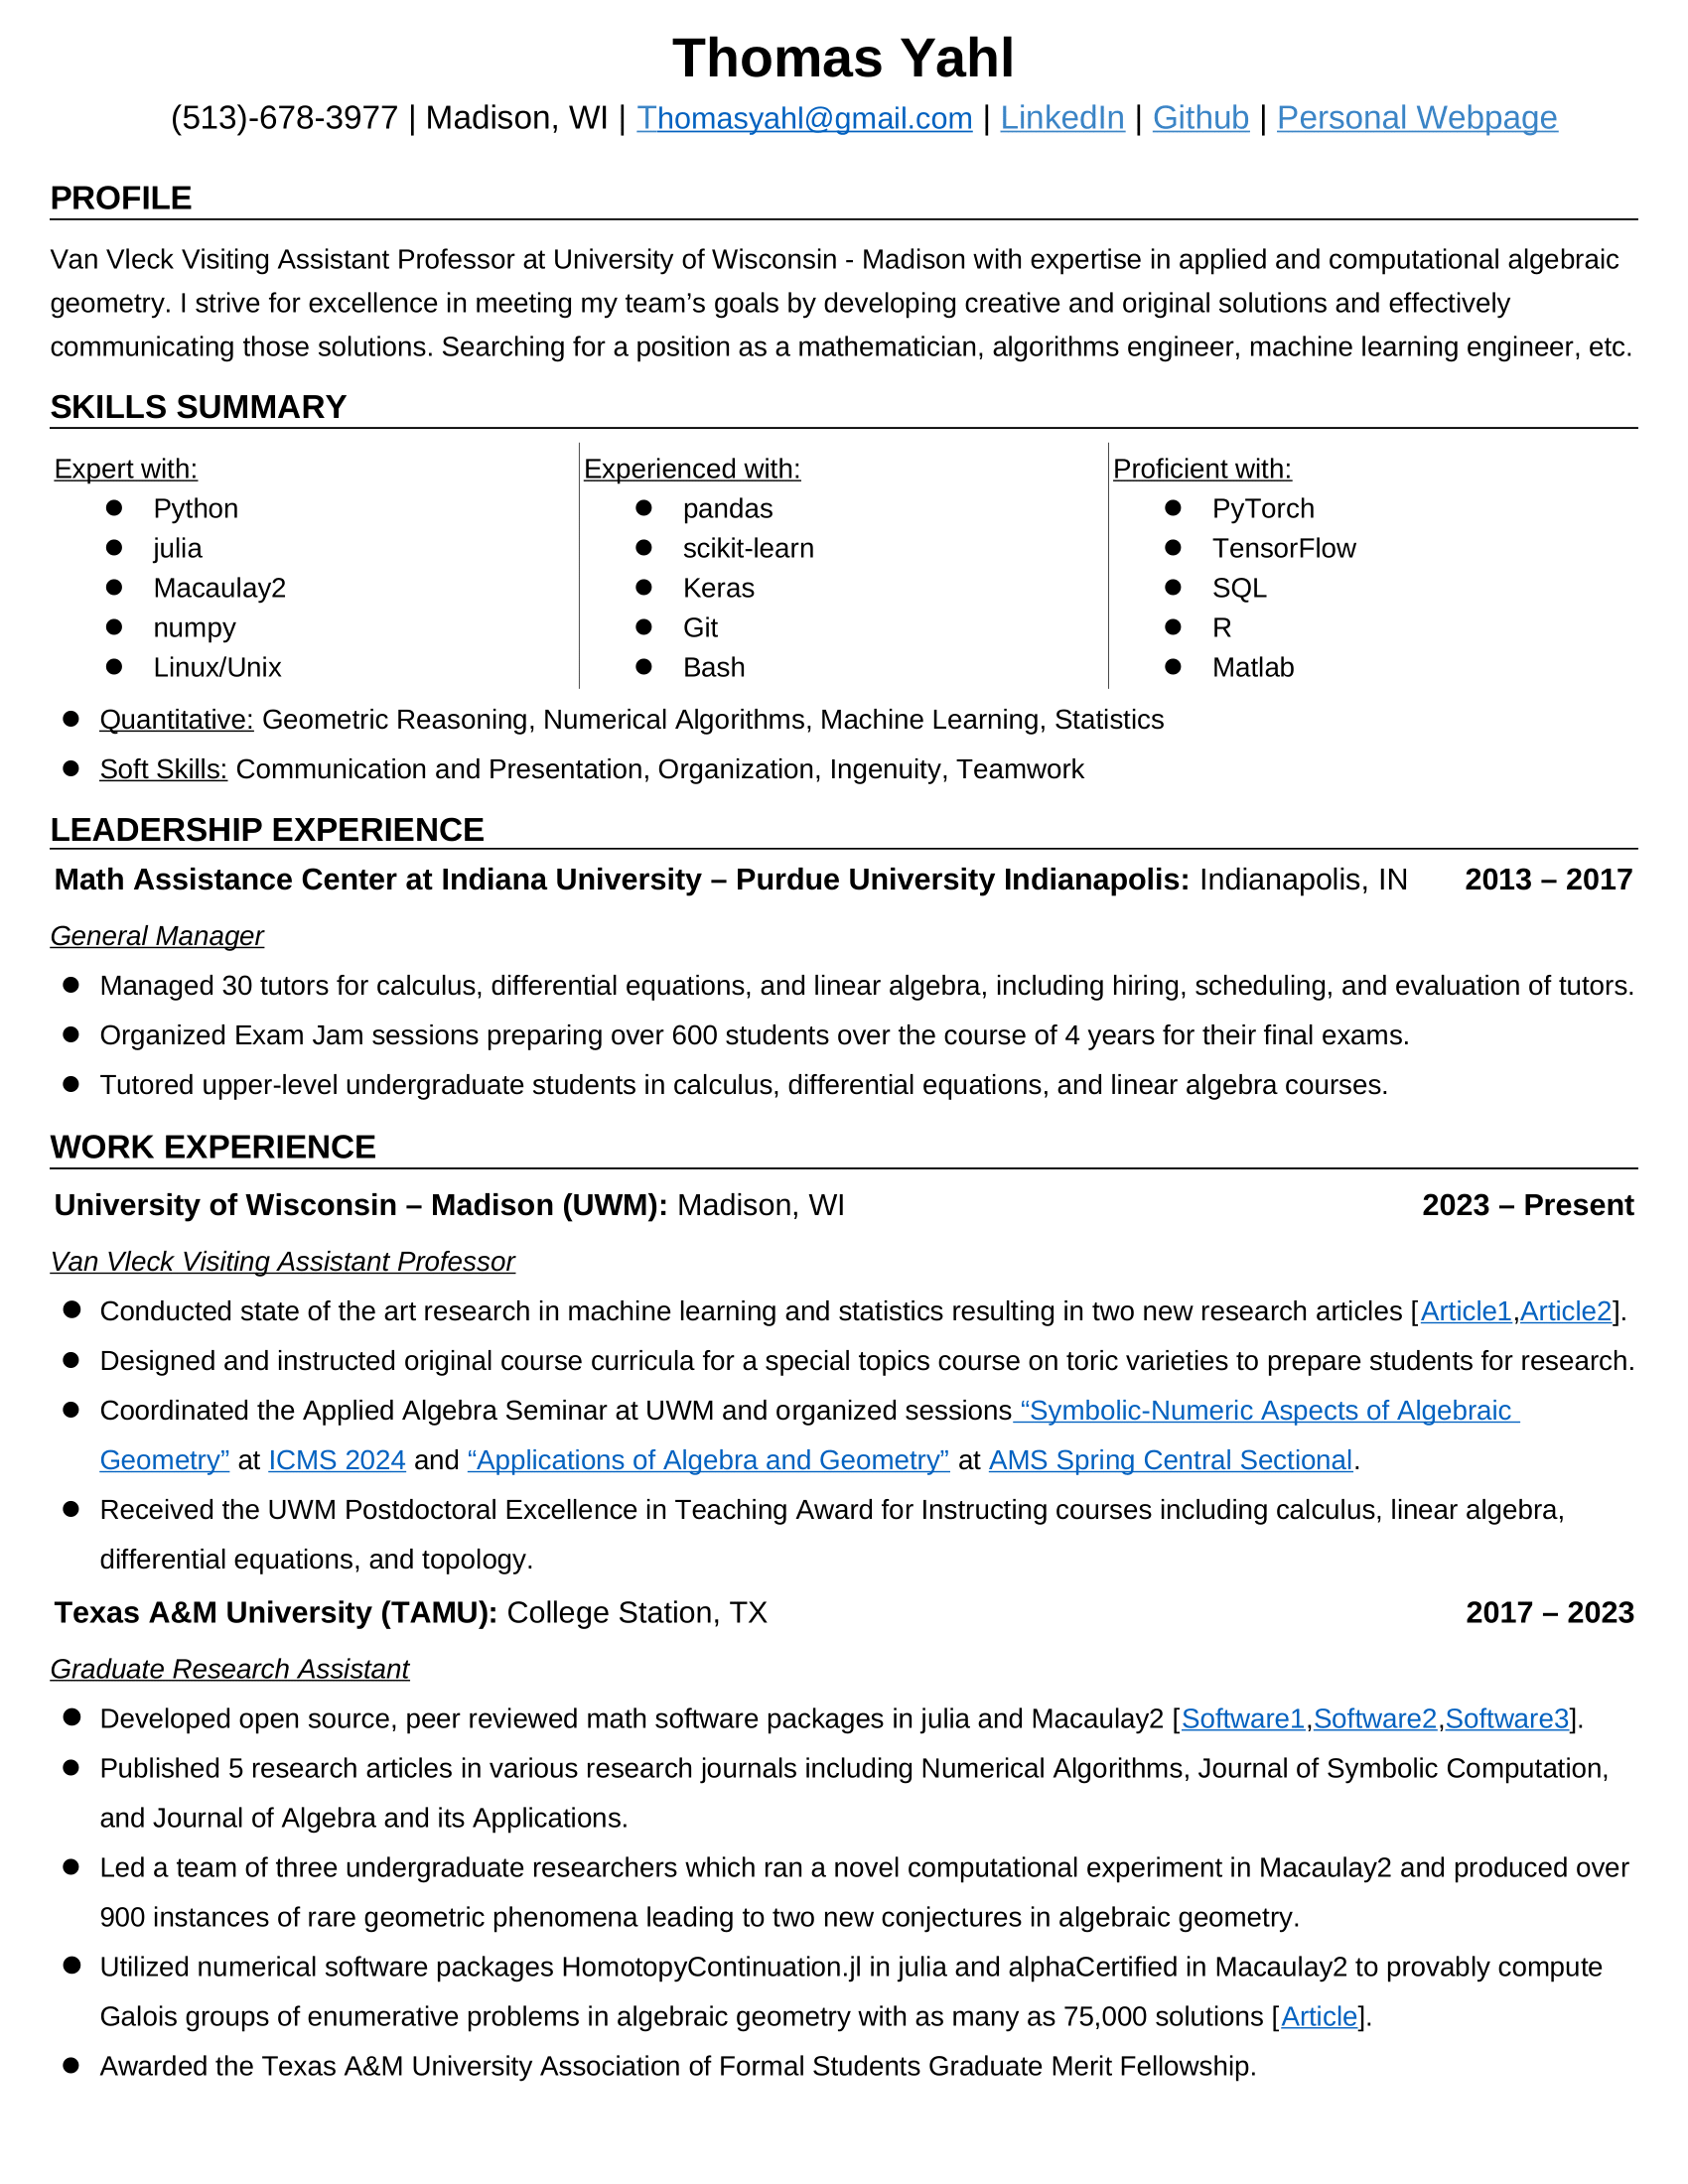 Thomas Yahl
(513)-678-3977 | Madison, WI | Thomasyahl@gmail.com | LinkedIn | Github | Personal Webpage
PROFILE
Van Vleck Visiting Assistant Professor at University of Wisconsin - Madison with expertise in applied and computational algebraic
geometry. I strive for excellence in meeting my team’s goals by developing creative and original solutions and effectively
communicating those solutions. Searching for a position as a mathematician, algorithms engineer, machine learning engineer, etc.
SKILLS SUMMARY
Expert with:
● Python
● julia
● Macaulay2
● numpy
● Linux/Unix
Experienced with:
● pandas
● scikit-learn
● Keras
● Git
● Bash
Proficient with:
● PyTorch
● TensorFlow
● SQL
● R
● Matlab
● Quantitative: Geometric Reasoning, Numerical Algorithms, Machine Learning, Statistics
● Soft Skills: Communication and Presentation, Organization, Ingenuity, Teamwork
LEADERSHIP EXPERIENCE
Math Assistance Center at Indiana University – Purdue University Indianapolis: Indianapolis, IN 2013 – 2017
General Manager
● Managed 30 tutors for calculus, differential equations, and linear algebra, including hiring, scheduling, and evaluation of tutors.
● Organized Exam Jam sessions preparing over 600 students over the course of 4 years for their final exams.
● Tutored upper-level undergraduate students in calculus, differential equations, and linear algebra courses.
WORK EXPERIENCE
University of Wisconsin – Madison (UWM): Madison, WI 2023 – Present
Van Vleck Visiting Assistant Professor
● Conducted state of the art research in machine learning and statistics resulting in two new research articles [Article1,Article2].
● Designed and instructed original course curricula for a special topics course on toric varieties to prepare students for research.
● Coordinated the Applied Algebra Seminar at UWM and organized sessions “Symbolic-Numeric Aspects of Algebraic
Geometry” at ICMS 2024 and “Applications of Algebra and Geometry” at AMS Spring Central Sectional.
● Received the UWM Postdoctoral Excellence in Teaching Award for Instructing courses including calculus, linear algebra,
differential equations, and topology.
Texas A&M University (TAMU): College Station, TX 2017 – 2023
Graduate Research Assistant
● Developed open source, peer reviewed math software packages in julia and Macaulay2 [Software1,Software2,Software3].
● Published 5 research articles in various research journals including Numerical Algorithms, Journal of Symbolic Computation,
and Journal of Algebra and its Applications.
● Led a team of three undergraduate researchers which ran a novel computational experiment in Macaulay2 and produced over
900 instances of rare geometric phenomena leading to two new conjectures in algebraic geometry.
● Utilized numerical software packages HomotopyContinuation.jl in julia and alphaCertified in Macaulay2 to provably compute
Galois groups of enumerative problems in algebraic geometry with as many as 75,000 solutions [Article].
● Awarded the Texas A&M University Association of Formal Students Graduate Merit Fellowship.